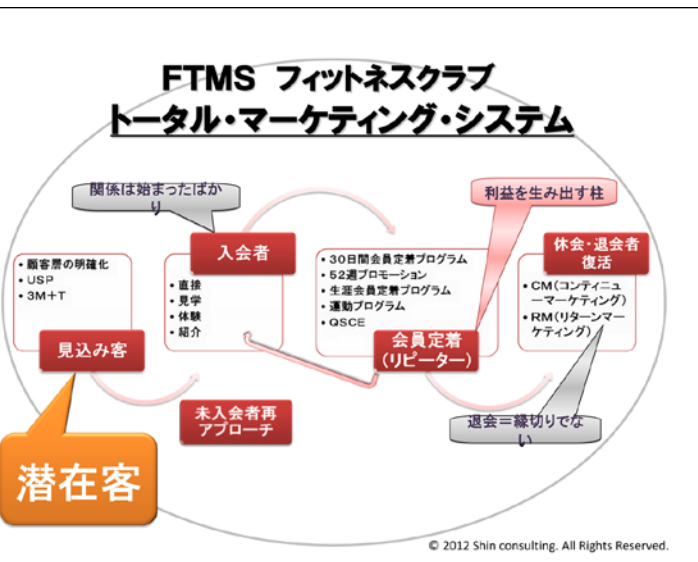 FTMS フィットネスクラブ
トータル・マーケティング・システム
関係は始まったばか
り
利益を生み出す柱
入会者
休会・退会者
復活
・顧客層の明確化
・USP
・3M+T
・直接
・見学
・体験
・紹介
・30日間会員定着プログラム
・52週プロモーション
・生涯会員定着プログラム
・運動プログラム
・QSCE
・CM(コンティニュ
ーマーケティング)
・RM(リターンマー
ケティング)
見込み客
会員定着
(リピーター)
未入会者再
アプローチ
退会=縁切りでな
い
潜在客
© 2012 Shin consulting. All Rights Reserved.